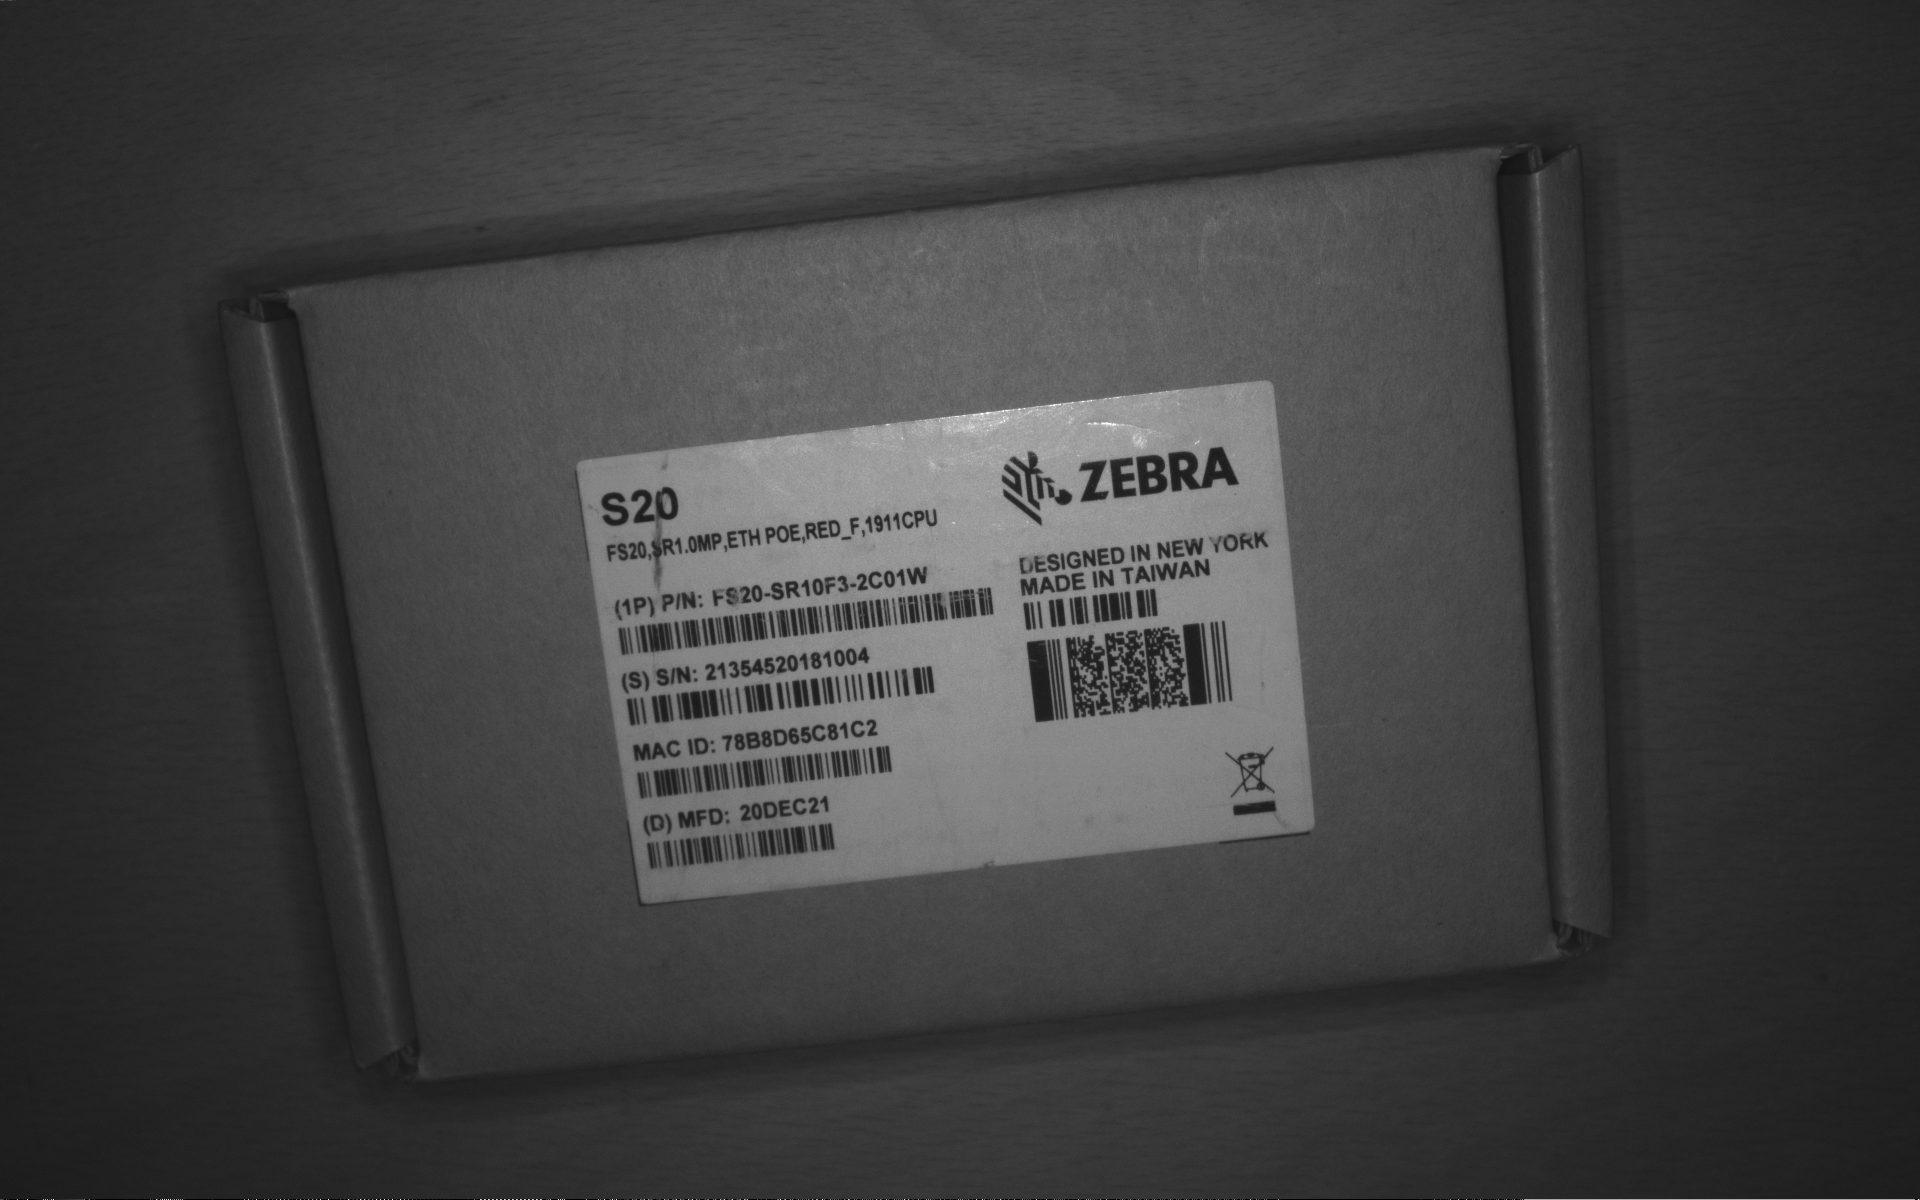 S20
FS20,SR1.0MP,ETH POE,RED_F,1911CPU
(1P) P/N: FS20-SR10F3-2C01W
(S) S/N: 21354520181004
MAC ID: 78B8D65C81C2
(D) MFD: 20DEC21
ZEBRA
DESIGNED IN NEW YORK
MADE IN TAIWAN